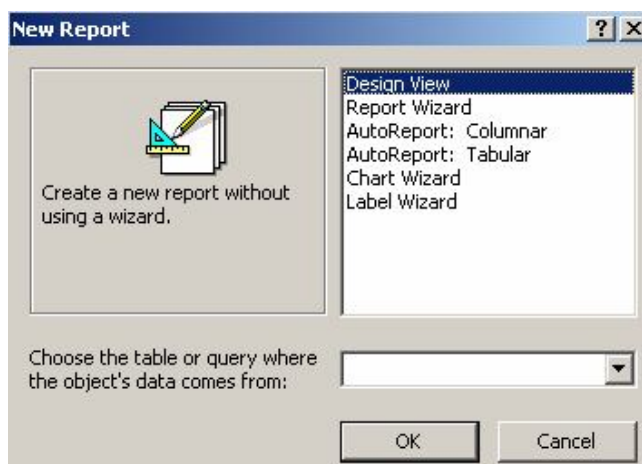 New Report
Design View
Report Wizard
AutoReport: Columnar
AutoReport: Tabular
Chart Wizard
Label Wizard
Create a new report without
using a wizard.
Choose the table or query where
the object's data comes from:
OK
Cancel